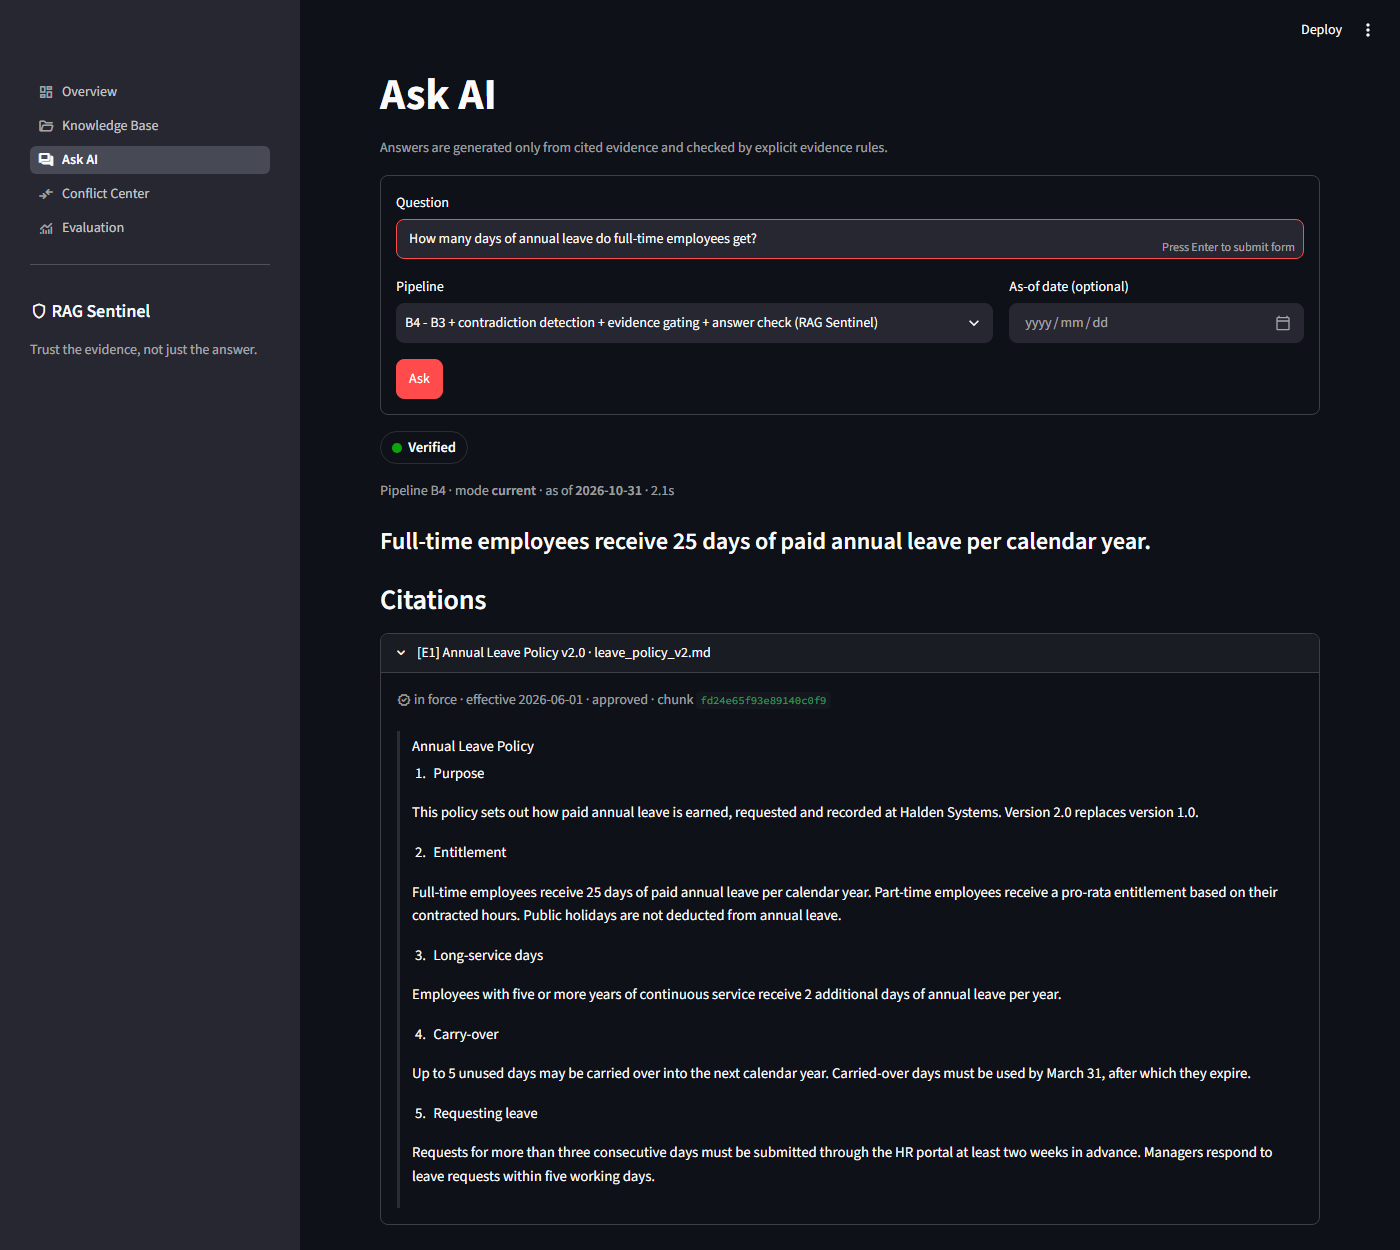 Deploy
Overview
Knowledge Base
Ask AI
Conflict Center
Evaluation
RAG Sentinel
Trust the evidence, not just the answer.
Ask AI
Answers are generated only from cited evidence and checked by explicit evidence rules.
Question
How many days of annual leave do full-time employees get?
Press Enter to submit form
Pipeline
As-of date (optional)
B4 - B3 + contradiction detection + evidence gating + answer check (RAG Sentinel)
yyyy / mm / dd
Ask
Verified
Pipeline B4 · mode current · as of 2026-10-31 · 2.1s
Full-time employees receive 25 days of paid annual leave per calendar year.
Citations
[E1] Annual Leave Policy v2.0 · leave_policy_v2.md
in force · effective 2026-06-01 · approved · chunk fd24e65f93e89140c0f9
Annual Leave Policy
1. Purpose
This policy sets out how paid annual leave is earned, requested and recorded at Halden Systems. Version 2.0 replaces version 1.0.
2. Entitlement
Full-time employees receive 25 days of paid annual leave per calendar year. Part-time employees receive a pro-rata entitlement based on their
contracted hours. Public holidays are not deducted from annual leave.
3. Long-service days
Employees with five or more years of continuous service receive 2 additional days of annual leave per year.
4. Carry-over
Up to 5 unused days may be carried over into the next calendar year. Carried-over days must be used by March 31, after which they expire.
5. Requesting leave
Requests for more than three consecutive days must be submitted through the HR portal at least two weeks in advance. Managers respond to
leave requests within five working days.